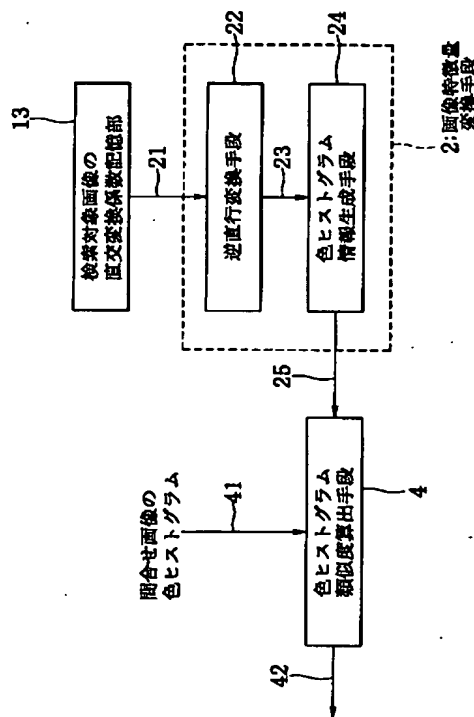 13
検索対象画像の
直交変換係数記憶部
21
22
逆直行変換手段
23
24
色ヒストグラム
情報生成手段
2:画像特徴量
変換手段
25
問合せ画像の
色ヒストグラム
41
色ヒストグラム
類似度算出手段
4
42